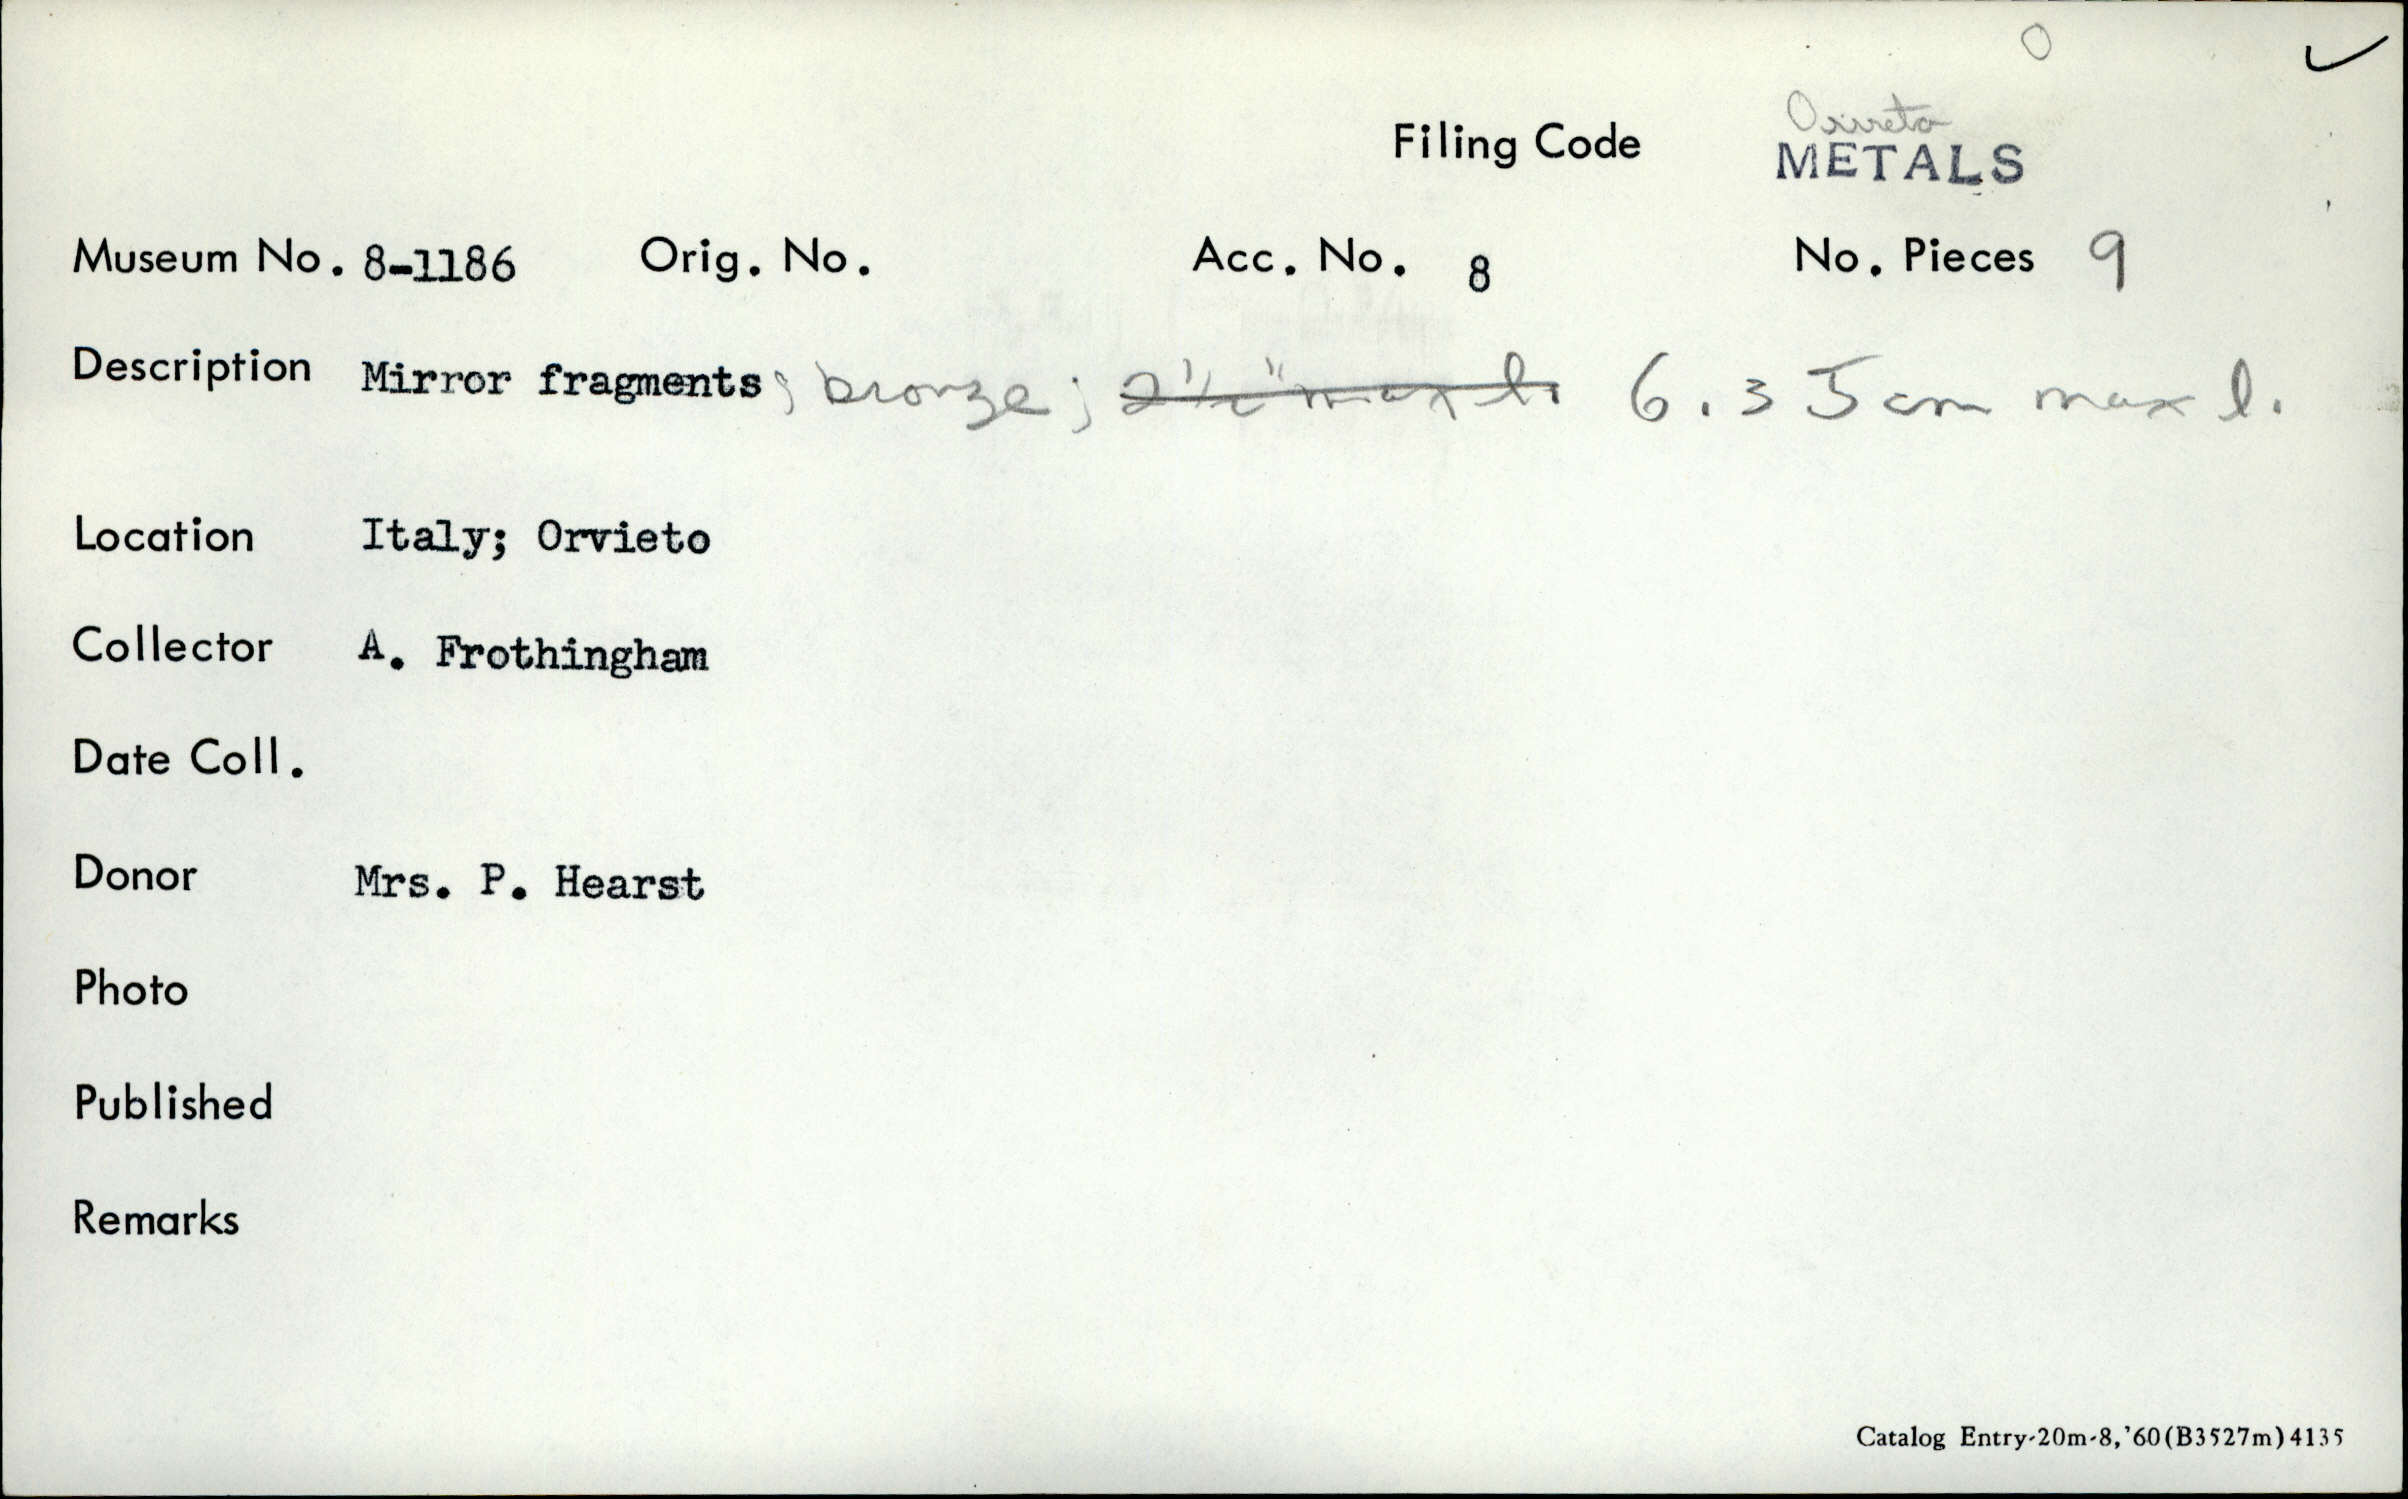 O ✓
Orvieto
Filing Code METALS
Museum No. 8-1186 Orig. No. Acc. No. 8 No. Pieces 9
Description Mirror fragments; bronze; 2 1/2" max l. 6.35 cm max l.
Location Italy; Orvieto
Collector A. Frothingham
Date Coll.
Donor Mrs. P. Hearst
Photo
Published
Remarks
Catalog Entry-20m-8,'60(B3527m)4135